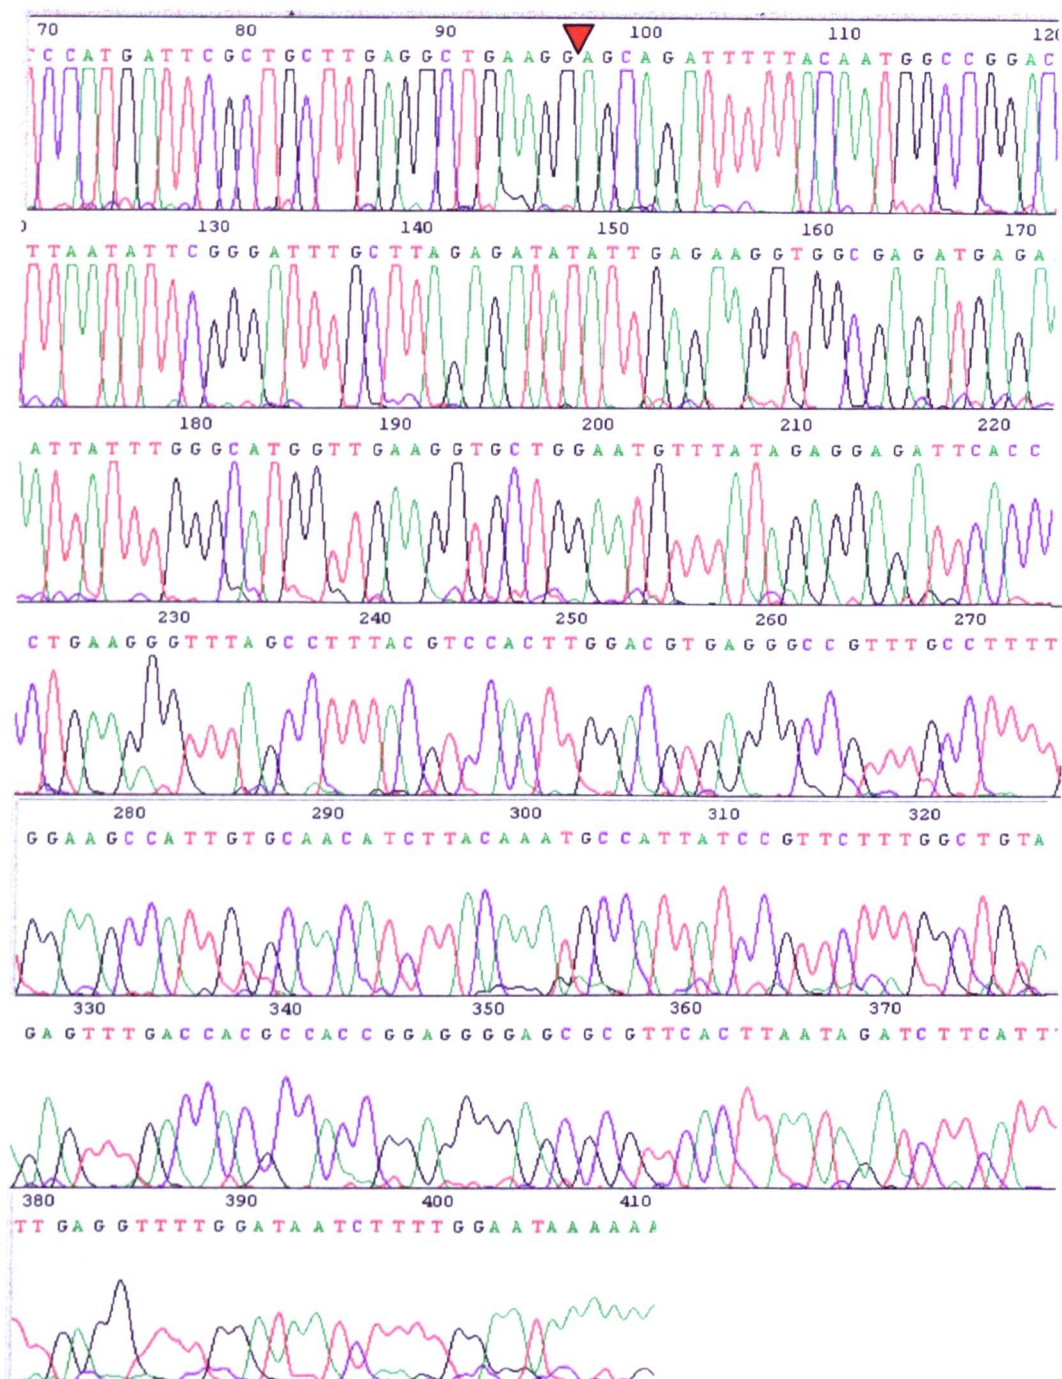 70 80 90 100 110 120
CCATGATTCGCTGCTTGAGGCTGAAGGAGCAGATTTTTACAATGGCCGGAC
130 140 150 160 170
TTAATATTCGGGATTTGCTTAGAGATATATTGAGAAGGTGGCGAGATGAGA
180 190 200 210 220
ATTATTTGGGCATGGTTGAAGGTGCTGGAATGTTTATAGAGGAGATTCACC
230 240 250 260 270
CTGAAGGGTTTAGCCTTTACGTCCACTTGGACGTGAGGGCCGTTTGCCTTTT
280 290 300 310 320
GGAAGCCATTGTGCAACATCTTACAAATGCCATTATCCGTTCTTTGGCTGTA
330 340 350 360 370
GAGTTTGACCACGCCACCGGAGGGGAGCGCGTTCACTTAATAGATCTTCATT
380 390 400 410
TTGAGGTTTTGGATAATCTTTTGGAATAAAAAA